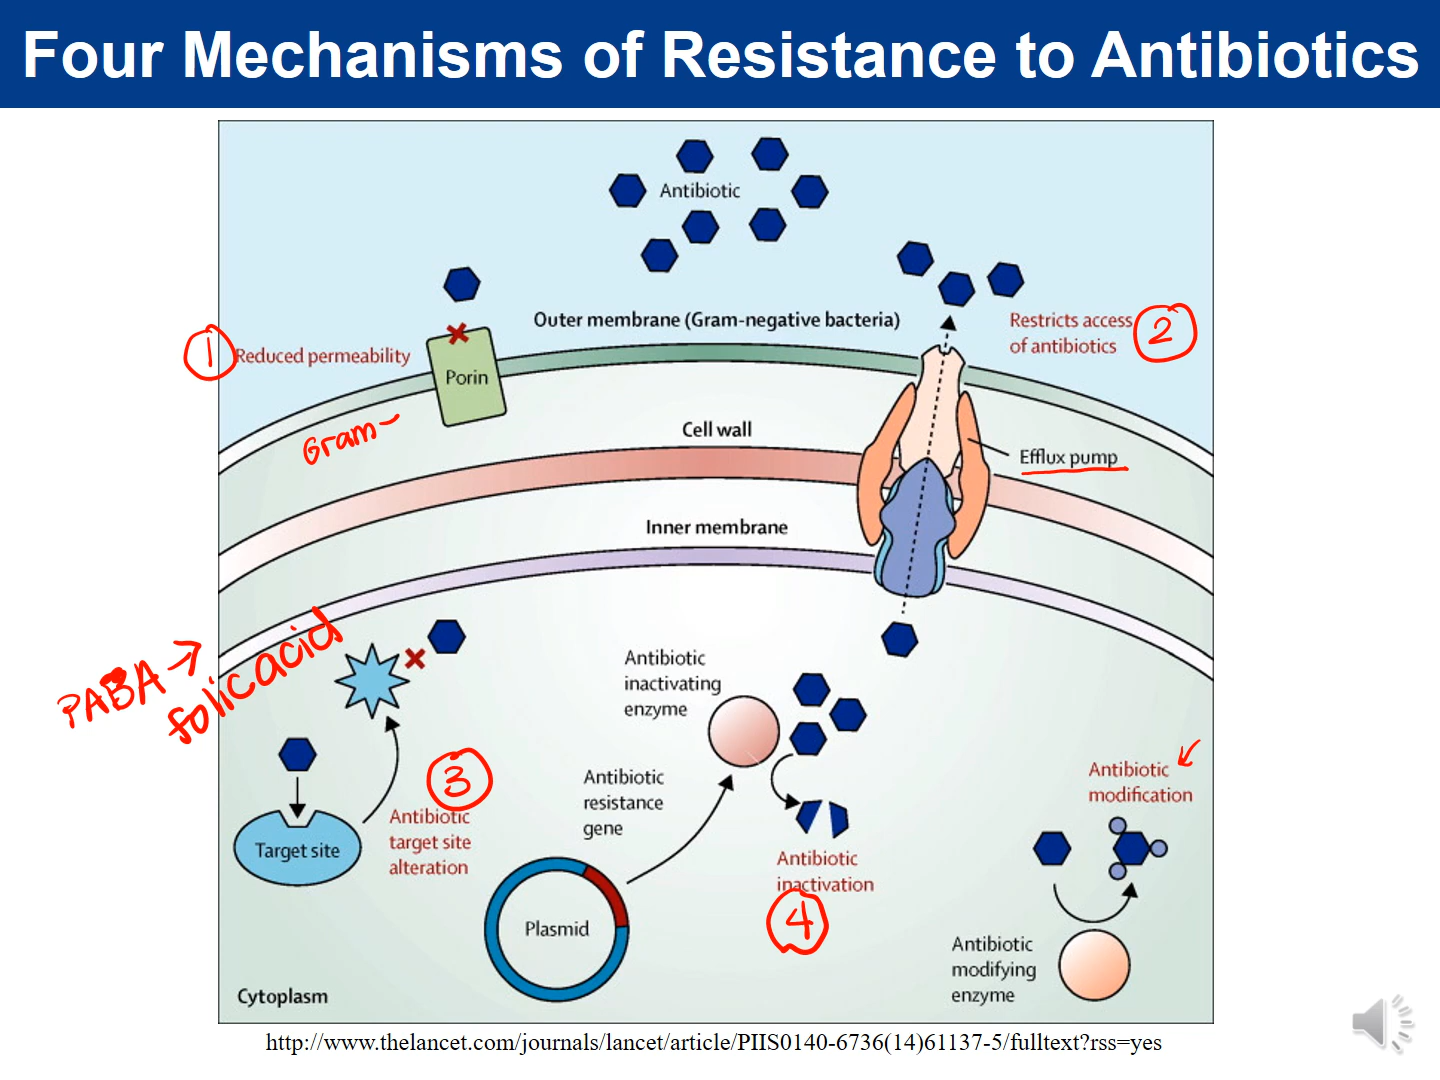 Four Mechanisms of Resistance to Antibiotics
Antibiotic
Outer membrane (Gram-negative bacteria)
Restricts access
of antibiotics
2
1
Reduced permeability
Porin
Gram-
Cell wall
Efflux pump
Inner membrane
PABA →
folic acid
Antibiotic
inactivating
enzyme
3
Antibiotic
target site
alteration
Target site
Antibiotic
resistance
gene
Antibiotic
modification
Antibiotic
inactivation
4
Plasmid
Antibiotic
modifying
enzyme
Cytoplasm
http://www.thelancet.com/journals/lancet/article/PIIS0140-6736(14)61137-5/fulltext?rss=yes